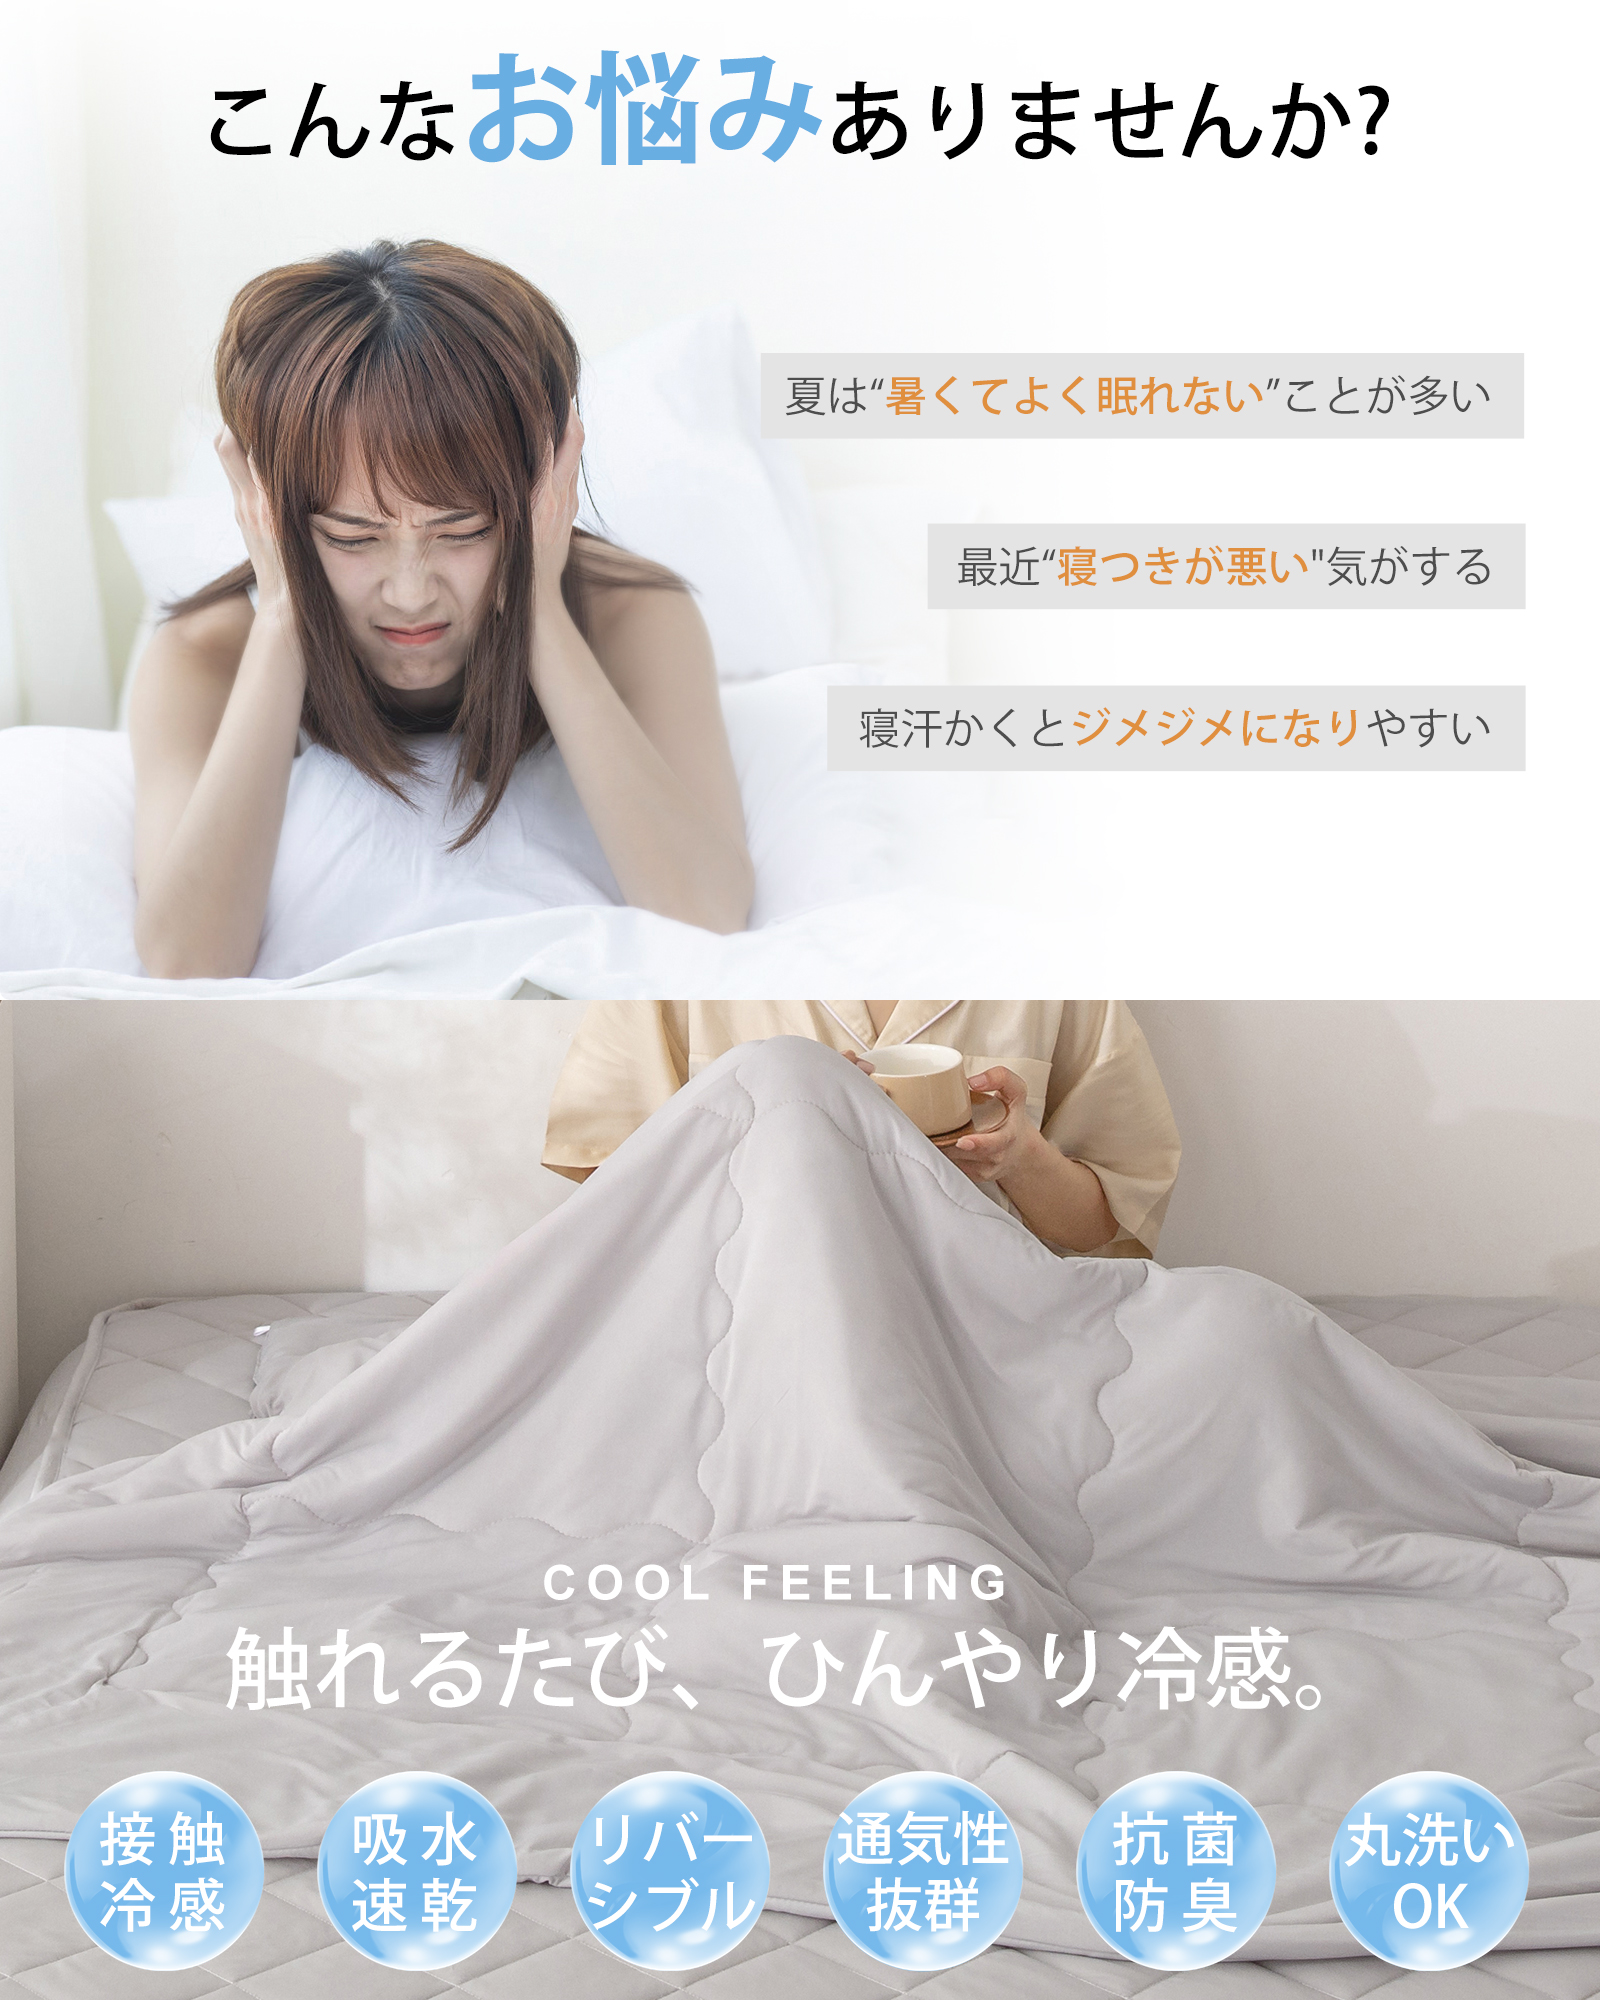 こんなお悩みありませんか?
夏は“暑くてよく眠れない”ことが多い
最近“寝つきが悪い"気がする
寝汗かくとジメジメになりやすい
COOL FEELING
触れるたび、ひんやり冷感。
接触
冷感
吸水
速乾
リバー
シブル
通気性
抜群
抗菌
防臭
丸洗い
OK